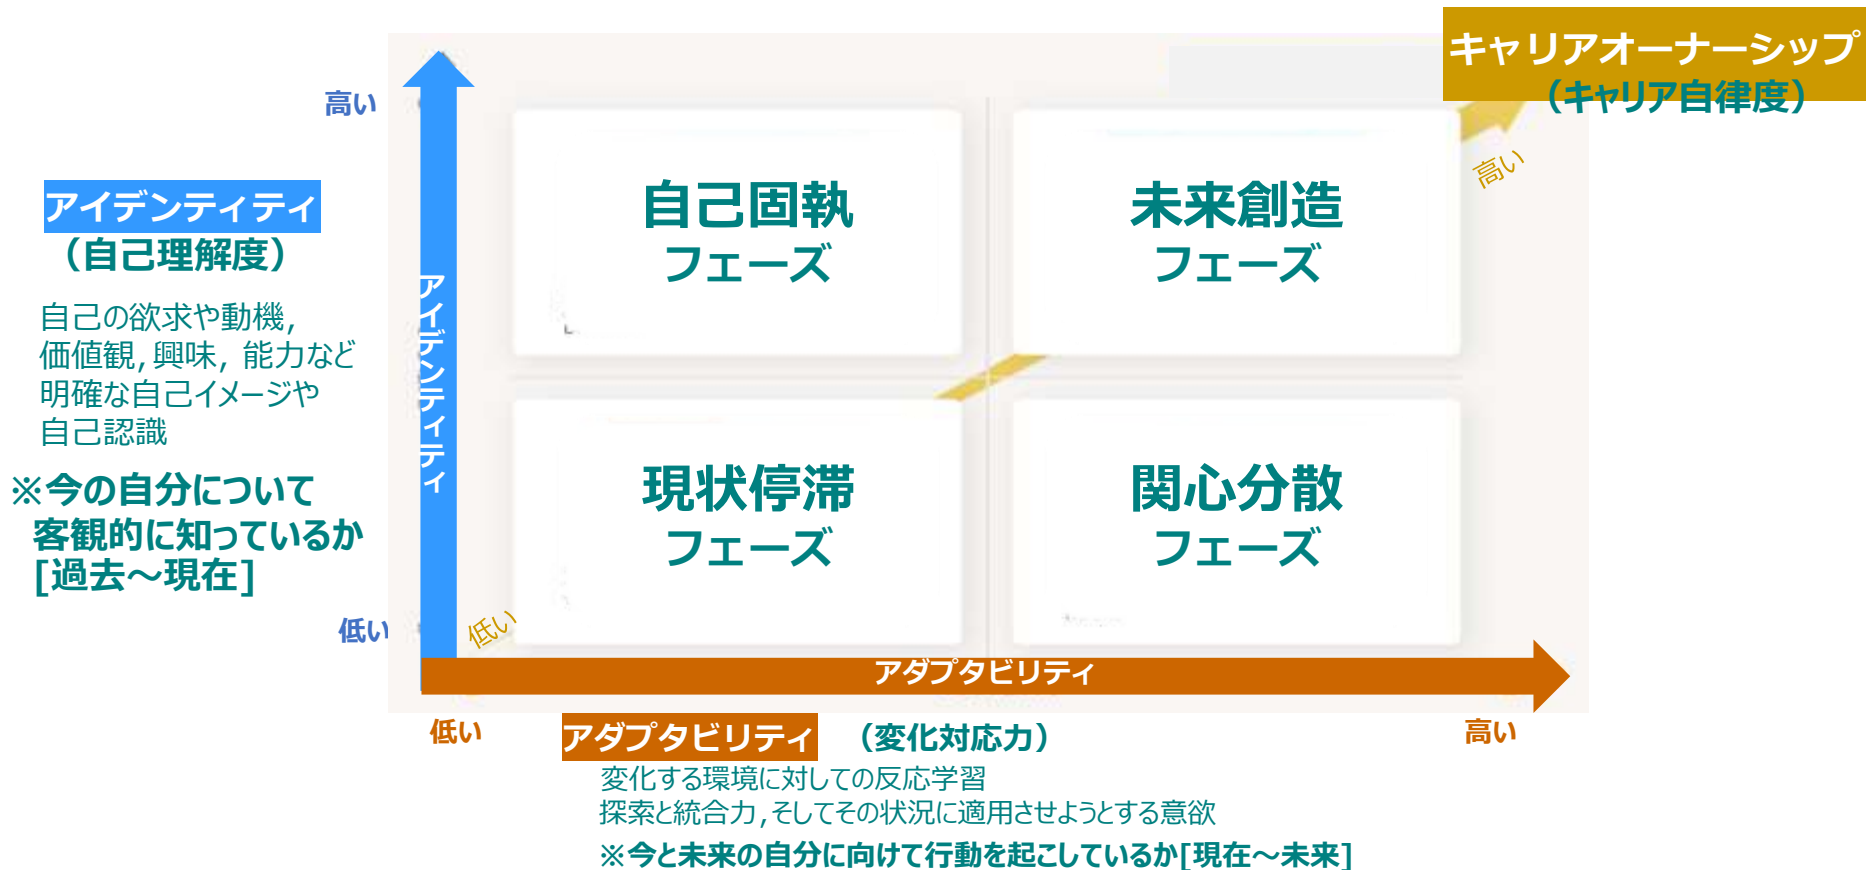 キャリアオーナーシップ
（キャリア自律度）
高い
高い
アイデンティティ
（自己理解度）
自己の欲求や動機,
価値観,興味, 能力など
明確な自己イメージや
自己認識
※今の自分について
客観的に知っているか
[過去～現在]
低い
アイデンティティ
自己固執
フェーズ
未来創造
フェーズ
現状停滞
フェーズ
関心分散
フェーズ
低い
アダプタビリティ
低い
高い
アダプタビリティ （変化対応力）
変化する環境に対しての反応学習
探索と統合力,そしてその状況に適用させようとする意欲
※今と未来の自分に向けて行動を起こしているか[現在～未来]